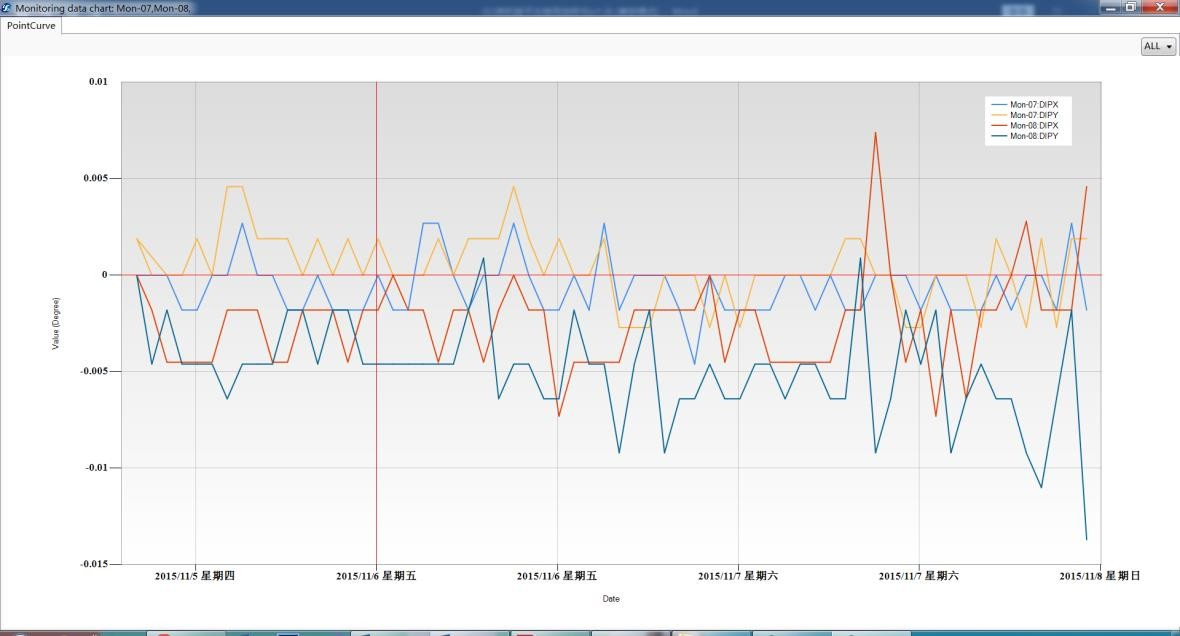 Monitoring data chart: Mon-07,Mon-08,
PointCurve
ALL
0.01
0.005
0
-0.005
-0.01
-0.015
Value (Degree)
Mon-07:DIPX
Mon-07:DIPY
Mon-08:DIPX
Mon-08:DIPY
2015/11/5 星期四
2015/11/6 星期五
2015/11/6 星期五
2015/11/7 星期六
2015/11/7 星期六
2015/11/8 星期日
Date